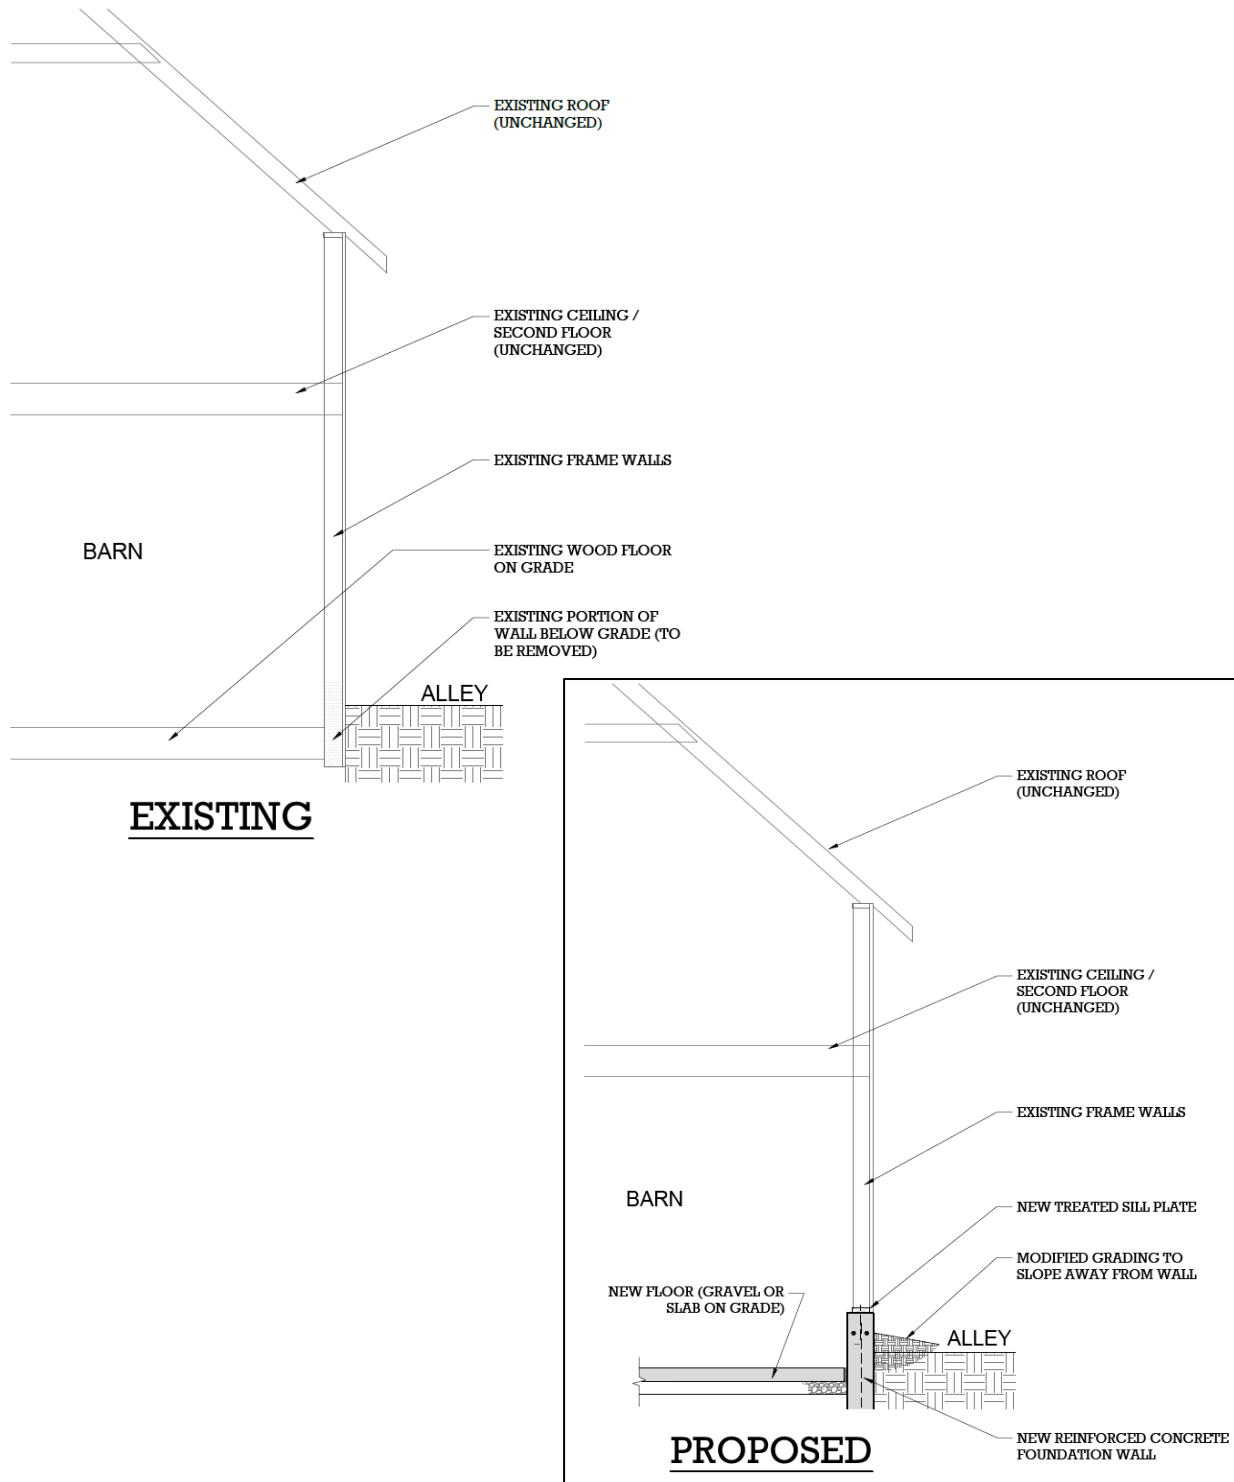 EXISTING ROOF
(UNCHANGED)
EXISTING CEILING /
SECOND FLOOR
(UNCHANGED)
EXISTING FRAME WALLS
BARN
EXISTING WOOD FLOOR
ON GRADE
EXISTING PORTION OF
WALL BELOW GRADE (TO
BE REMOVED)
ALLEY
EXISTING
EXISTING ROOF
(UNCHANGED)
EXISTING CEILING /
SECOND FLOOR
(UNCHANGED)
EXISTING FRAME WALLS
BARN
NEW TREATED SILL PLATE
MODIFIED GRADING TO
SLOPE AWAY FROM WALL
NEW FLOOR (GRAVEL OR
SLAB ON GRADE)
ALLEY
NEW REINFORCED CONCRETE
FOUNDATION WALL
PROPOSED